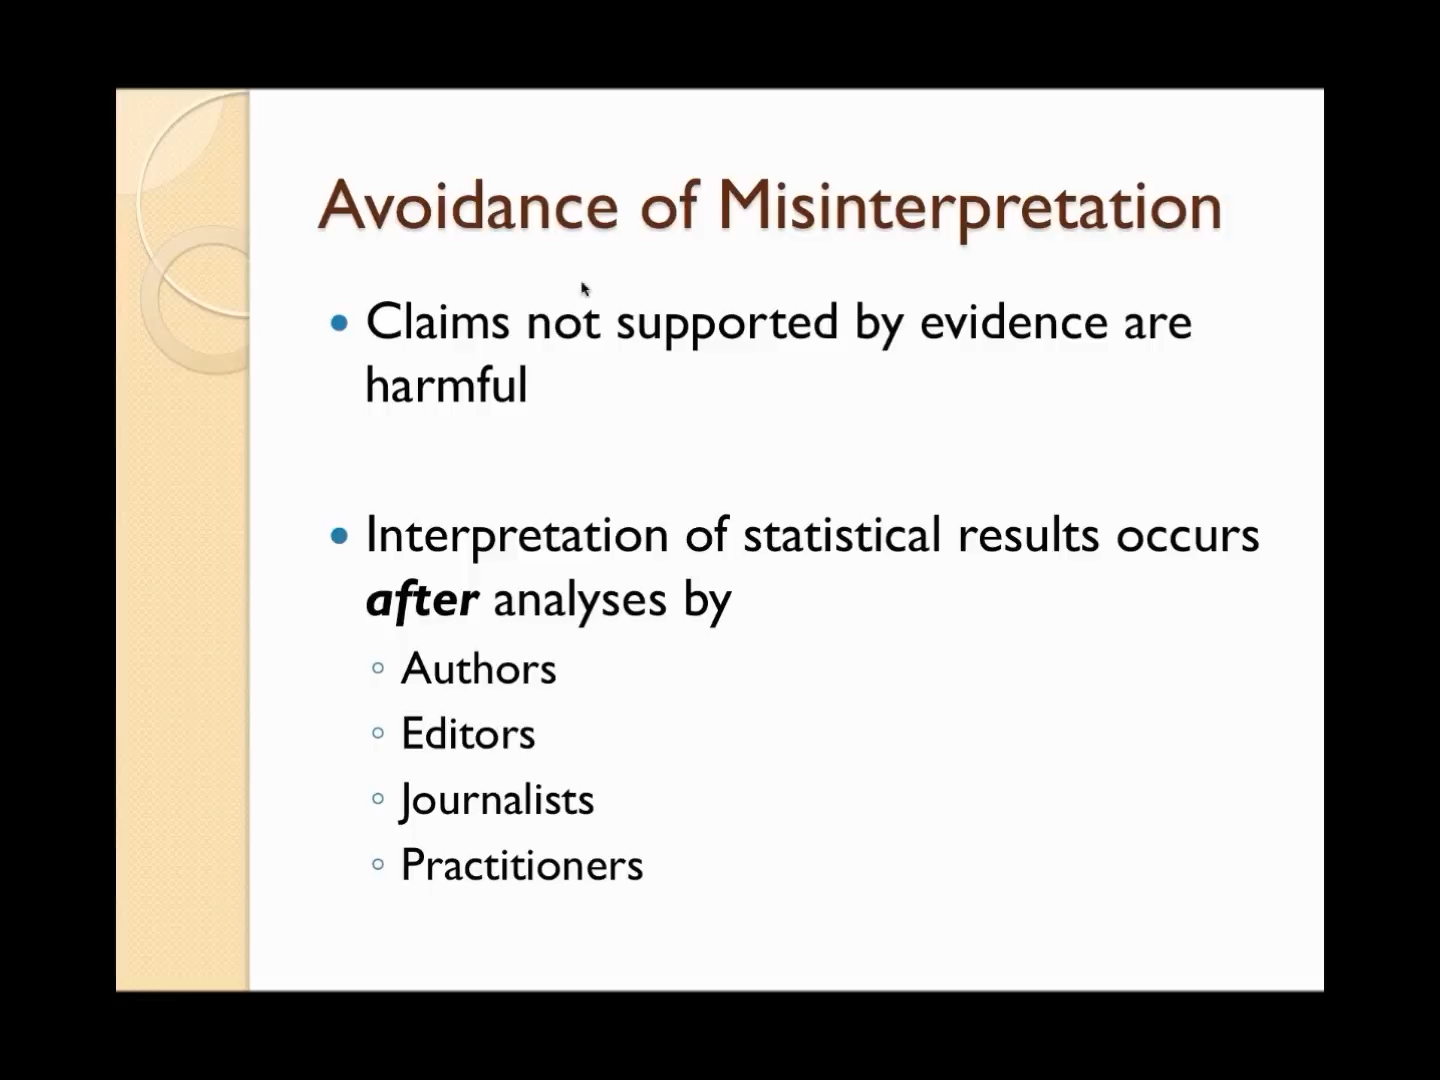 Avoidance of Misinterpretation
• Claims not supported by evidence are
harmful
• Interpretation of statistical results occurs
after analyses by
◦ Authors
◦ Editors
◦ Journalists
◦ Practitioners